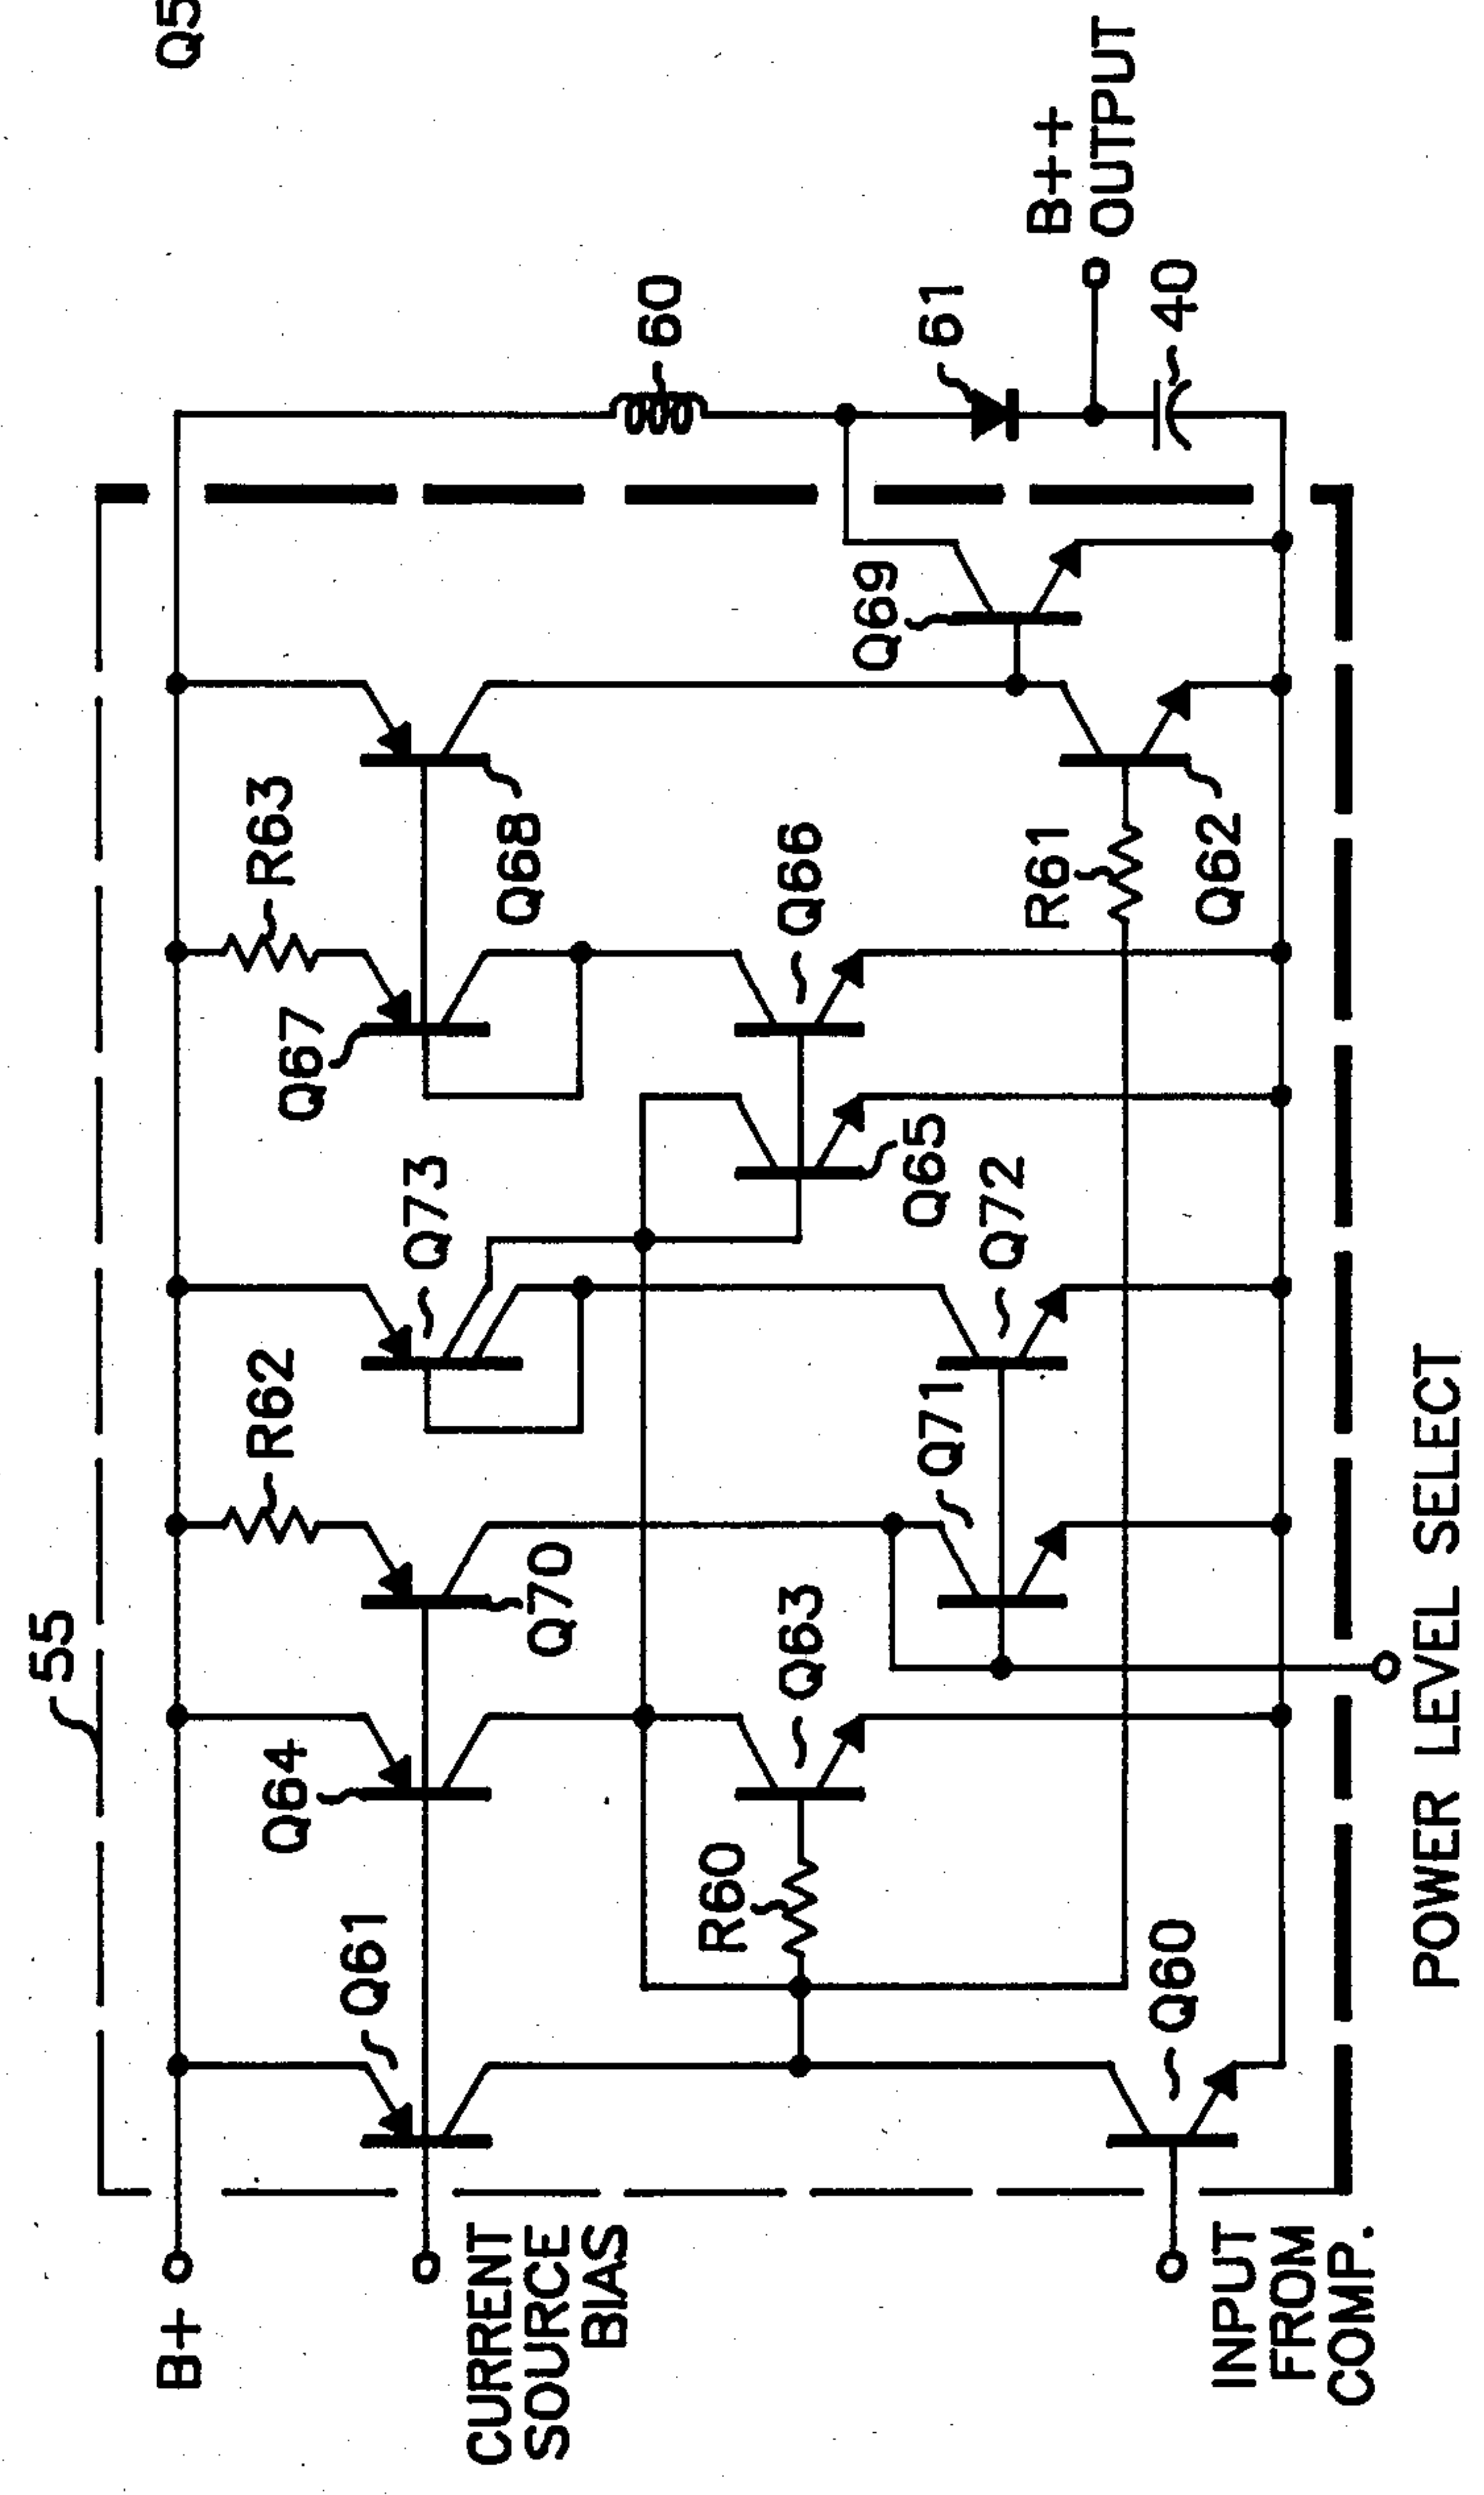 55
B+
CURRENT
SOURCE
BIAS
INPUT
FROM
COMP.
Q61
Q64
R62
Q73
Q67
R63
Q68
Q70
R60
Q63
Q71
Q72
Q65
Q66
R61
Q69
Q60
Q62
60
61
B++
OUTPUT
40
POWER LEVEL SELECT